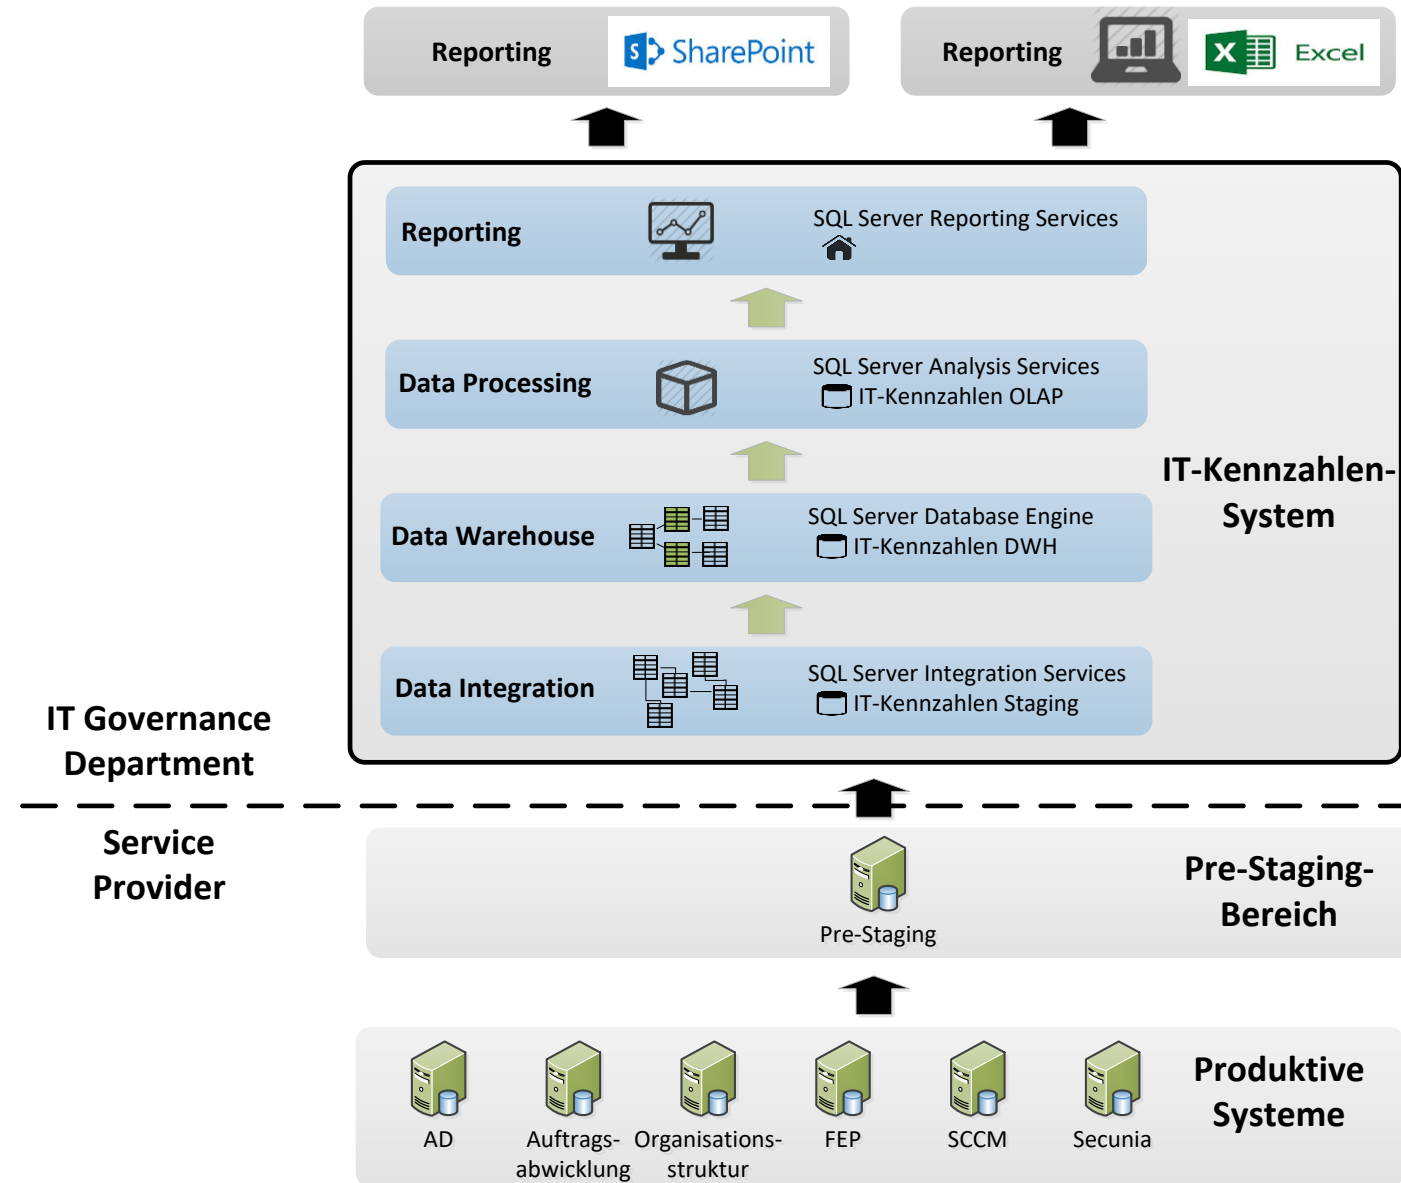 Reporting
S
SharePoint
Reporting
X
Excel
Reporting
SQL Server Reporting Services
Data Processing
SQL Server Analysis Services
IT-Kennzahlen OLAP
IT-Kennzahlen-
System
Data Warehouse
SQL Server Database Engine
IT-Kennzahlen DWH
Data Integration
SQL Server Integration Services
IT-Kennzahlen Staging
IT Governance
Department
Service
Provider
Pre-Staging
Pre-Staging-
Bereich
AD
Auftrags-
abwicklung
Organisations-
struktur
FEP
SCCM
Secunia
Produktive
Systeme